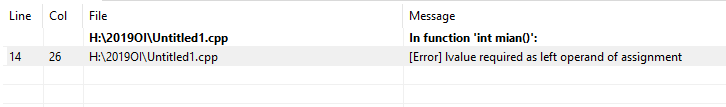 Line Col File Message
H:\2019OI\Untitled1.cpp In function 'int mian()':
14 26 H:\2019OI\Untitled1.cpp [Error] lvalue required as left operand of assignment